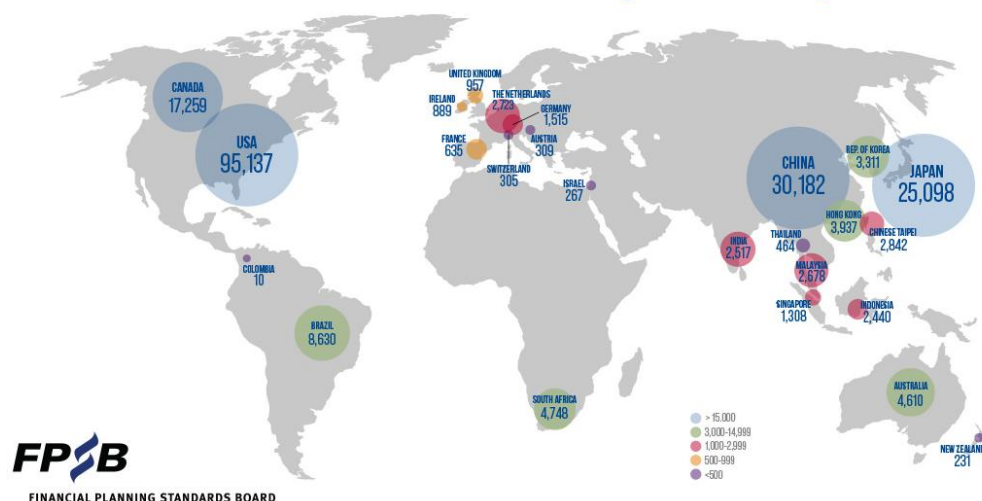 CANADA
17,259
USA
95,137
UNITED KINGDOM
957
IRELAND
889
THE NETHERLANDS
2,723
GERMANY
1,515
FRANCE
635
AUSTRIA
309
SWITZERLAND
305
ISRAEL
267
CHINA
30,182
REP. OF KOREA
3,311
JAPAN
25,098
HONG KONG
3,937
CHINESE TAIPEI
2,842
INDIA
2,517
THAILAND
464
MALAYSIA
2,678
SINGAPORE
1,308
INDONESIA
2,440
COLOMBIA
10
BRAZIL
8,630
SOUTH AFRICA
4,748
AUSTRALIA
4,610
NEW ZEALAND
231
> 15.000
3,000-14,999
1,000-2,999
500-999
<500
FPSB
FINANCIAL PLANNING STANDARDS BOARD